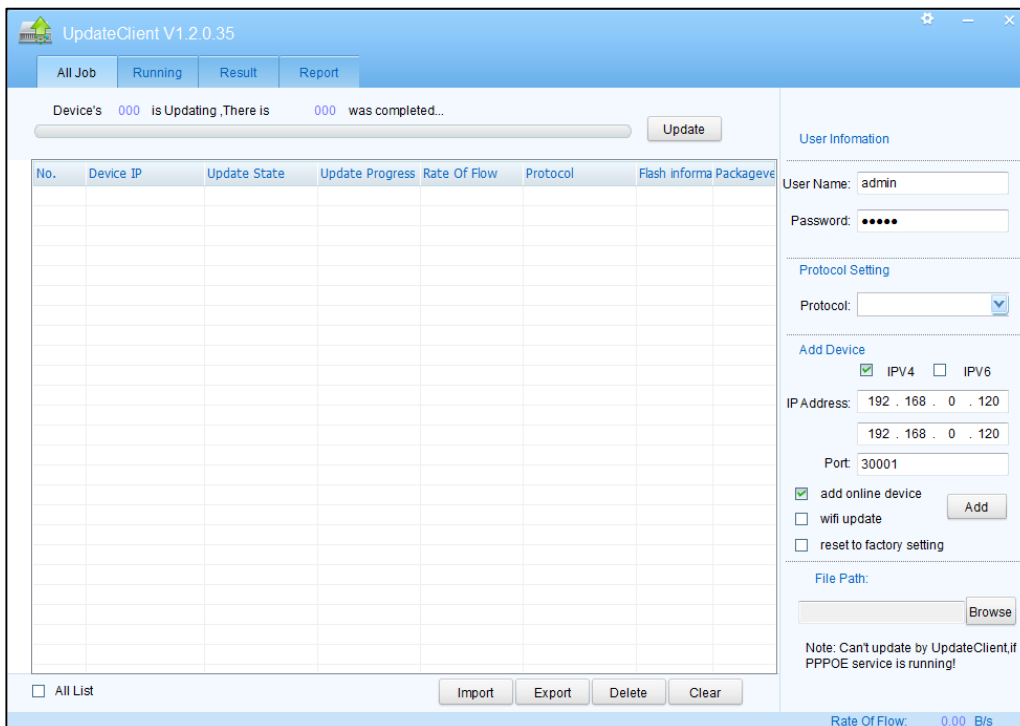 UpdateClient V1.2.0.35
All Job Running Result Report
Device's 000 is Updating ,There is 000 was completed...
Update
No. Device IP Update State Update Progress Rate Of Flow Protocol Flash informa Packageve
User Infomation
User Name: admin
Password: ●●●●●
Protocol Setting
Protocol:
Add Device
IPV4 IPV6
IP Address: 192 . 168 . 0 . 120
192 . 168 . 0 . 120
Port: 30001
add online device
Add
wifi update
reset to factory setting
File Path:
Browse
Note: Can't update by UpdateClient,if
PPPOE service is running!
All List Import Export Delete Clear
Rate Of Flow: 0.00 B/s